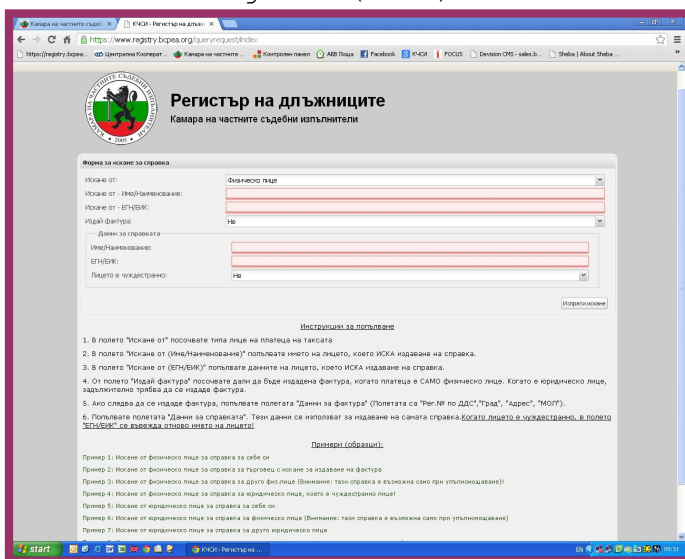 Камара на частните съдеб
КЧСИ - Регистър на длъжн
https://www.registry.bcpea.org/queryrequest/index
https://registry.bcpea...
Централна Кооперат...
Камара на частните ...
Контролен панел
АБВ Поща
Facebook
КЧСИ
FOCUS
Devision CMS - sales.b...
Sheba | About Sheba ...
КАМАРА НА ЧАСТНИТЕ СЪДЕБНИ ИЗПЪЛНИТЕЛИ
• 2005 •
Регистър на длъжниците
Камара на частните съдебни изпълнители
Форма за искане за справка
Искане от: Физическо лице
Искане от - Име/Наименование:
Искане от - ЕГН/ЕИК:
Издай фактура: Не
Данни за справката
Име/Наименование:
ЕГН/ЕИК:
Лицето е чуждестранно: Не
Изпрати искане
Инструкции за попълване
1. В полето "Искане от" посочвате типа лице на платеца на таксата
2. В полето "Искане от (Име/Наименование)" попълвате името на лицето, което ИСКА издаване на справка.
3. В полето "Искане от (ЕГН/ЕИК)" попълвате данните на лицето, което ИСКА издаване на справка.
4. От полето "Издай фактура" посочвате дали да бъде издадена фактура, когато платеца е САМО физическо лице. Когато е юридическо лице,
задължително трябва да се издаде фактура.
5. Ако следва да се издаде фактура, попълвате полетата "Данни за фактура" (Полетата са "Рег.№ по ДДС","Град", "Адрес", "МОЛ").
6. Попълвате полетата "Данни за справката". Тези данни се използват за издаване на самата справка.Когато лицето е чуждестранно, в полето
"ЕГН/ЕИК" се въвежда отново името на лицето!
Примери (образци):
Пример 1: Искане от физическо лице за справка за себе си
Пример 2: Искане от физическо лице за справка за търговец с искане за издаване на фактура
Пример 3: Искане от физическо лице за справка за друго физ.лице (Внимание: тази справка е възможна само при упълномощаване)!
Пример 4: Искане от физическо лице за справка за юридическо лице, което е чуждестранно лице!
Пример 5: Искане от юридическо лице за справка за себе си
Пример 6: Искане от юридическо лице за справка за физическо лице (Внимание: тази справка е възможна само при упълномощаване)
Пример 7: Искане от юридическо лице за справка за друго юридическо лице
start
КЧСИ - Регистър на ...
EN
09:31